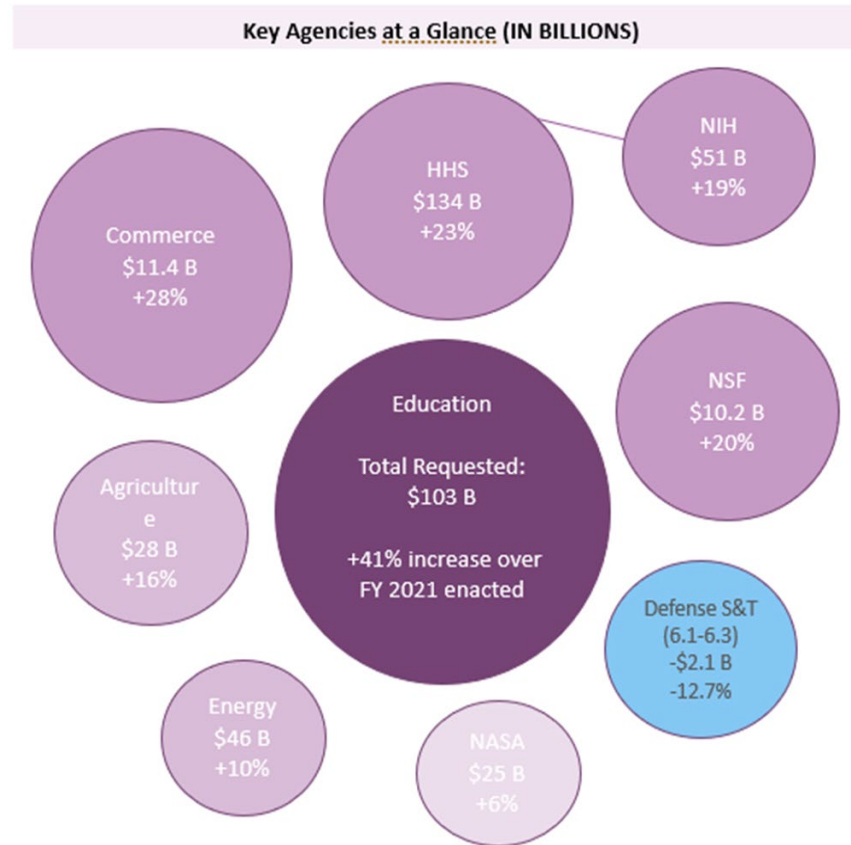 Key Agencies at a Glance (IN BILLIONS)
HHS
$134 B
+23%
NIH
$51 B
+19%
Commerce
$11.4 B
+28%
NSF
$10.2 B
+20%
Education
Total Requested:
$103 B
+41% increase over
FY 2021 enacted
Agricultur
e
$28 B
+16%
Defense S&T
(6.1-6.3)
-$2.1 B
-12.7%
Energy
$46 B
+10%
NASA
$25 B
+6%